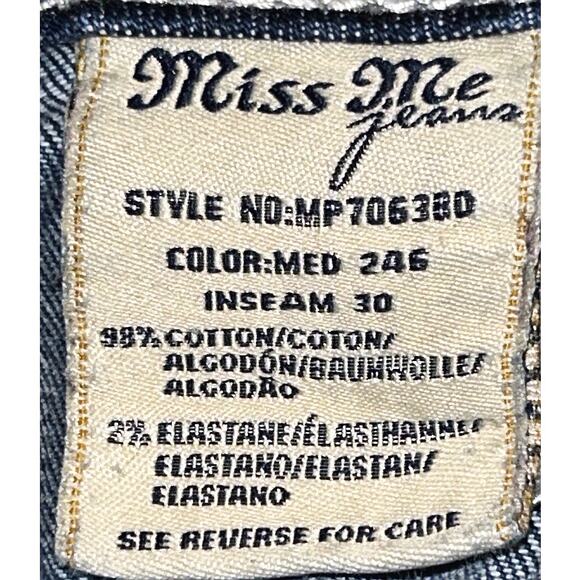 Miss Me
jeans
STYLE NO:MP7063BD
COLOR:MED 246
INSEAM 30
98% COTTON/COTON/
ALGODÓN/BAUMWOLLE/
ALGODÃO
2% ELASTANE/ÉLASTHANNE/
ELASTANO/ELASTAN/
ELASTANO
SEE REVERSE FOR CARE